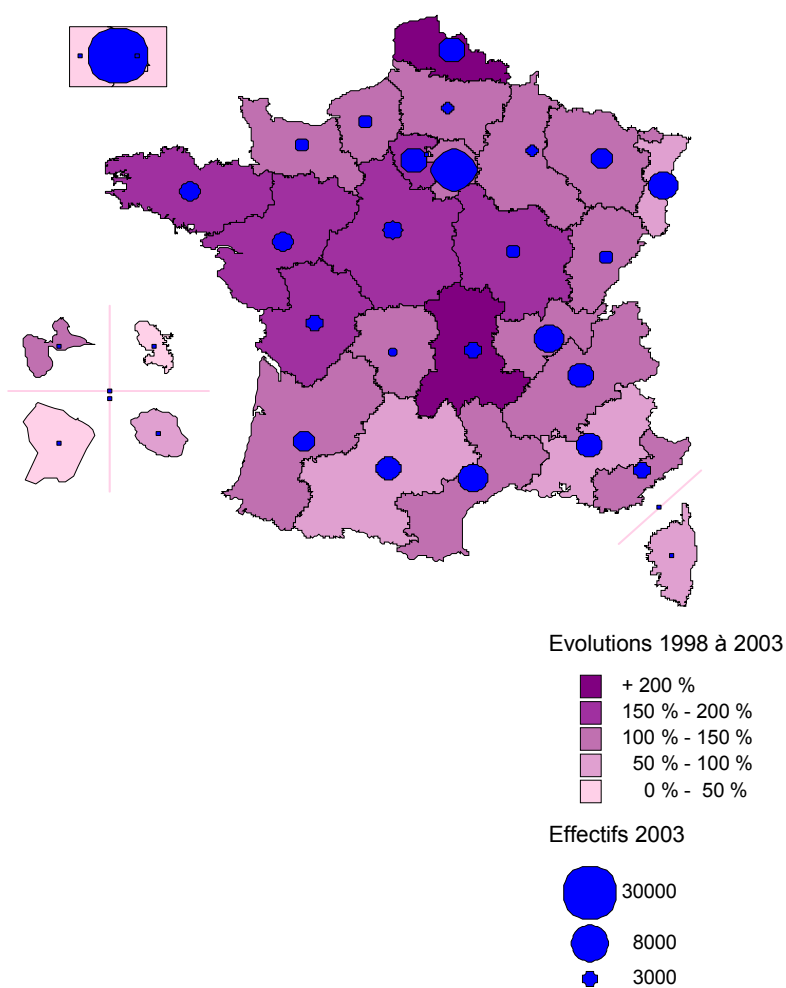 Evolutions 1998 à 2003
+ 200 %
150 % - 200 %
100 % - 150 %
50 % - 100 %
0 % - 50 %
Effectifs 2003
30000
8000
3000